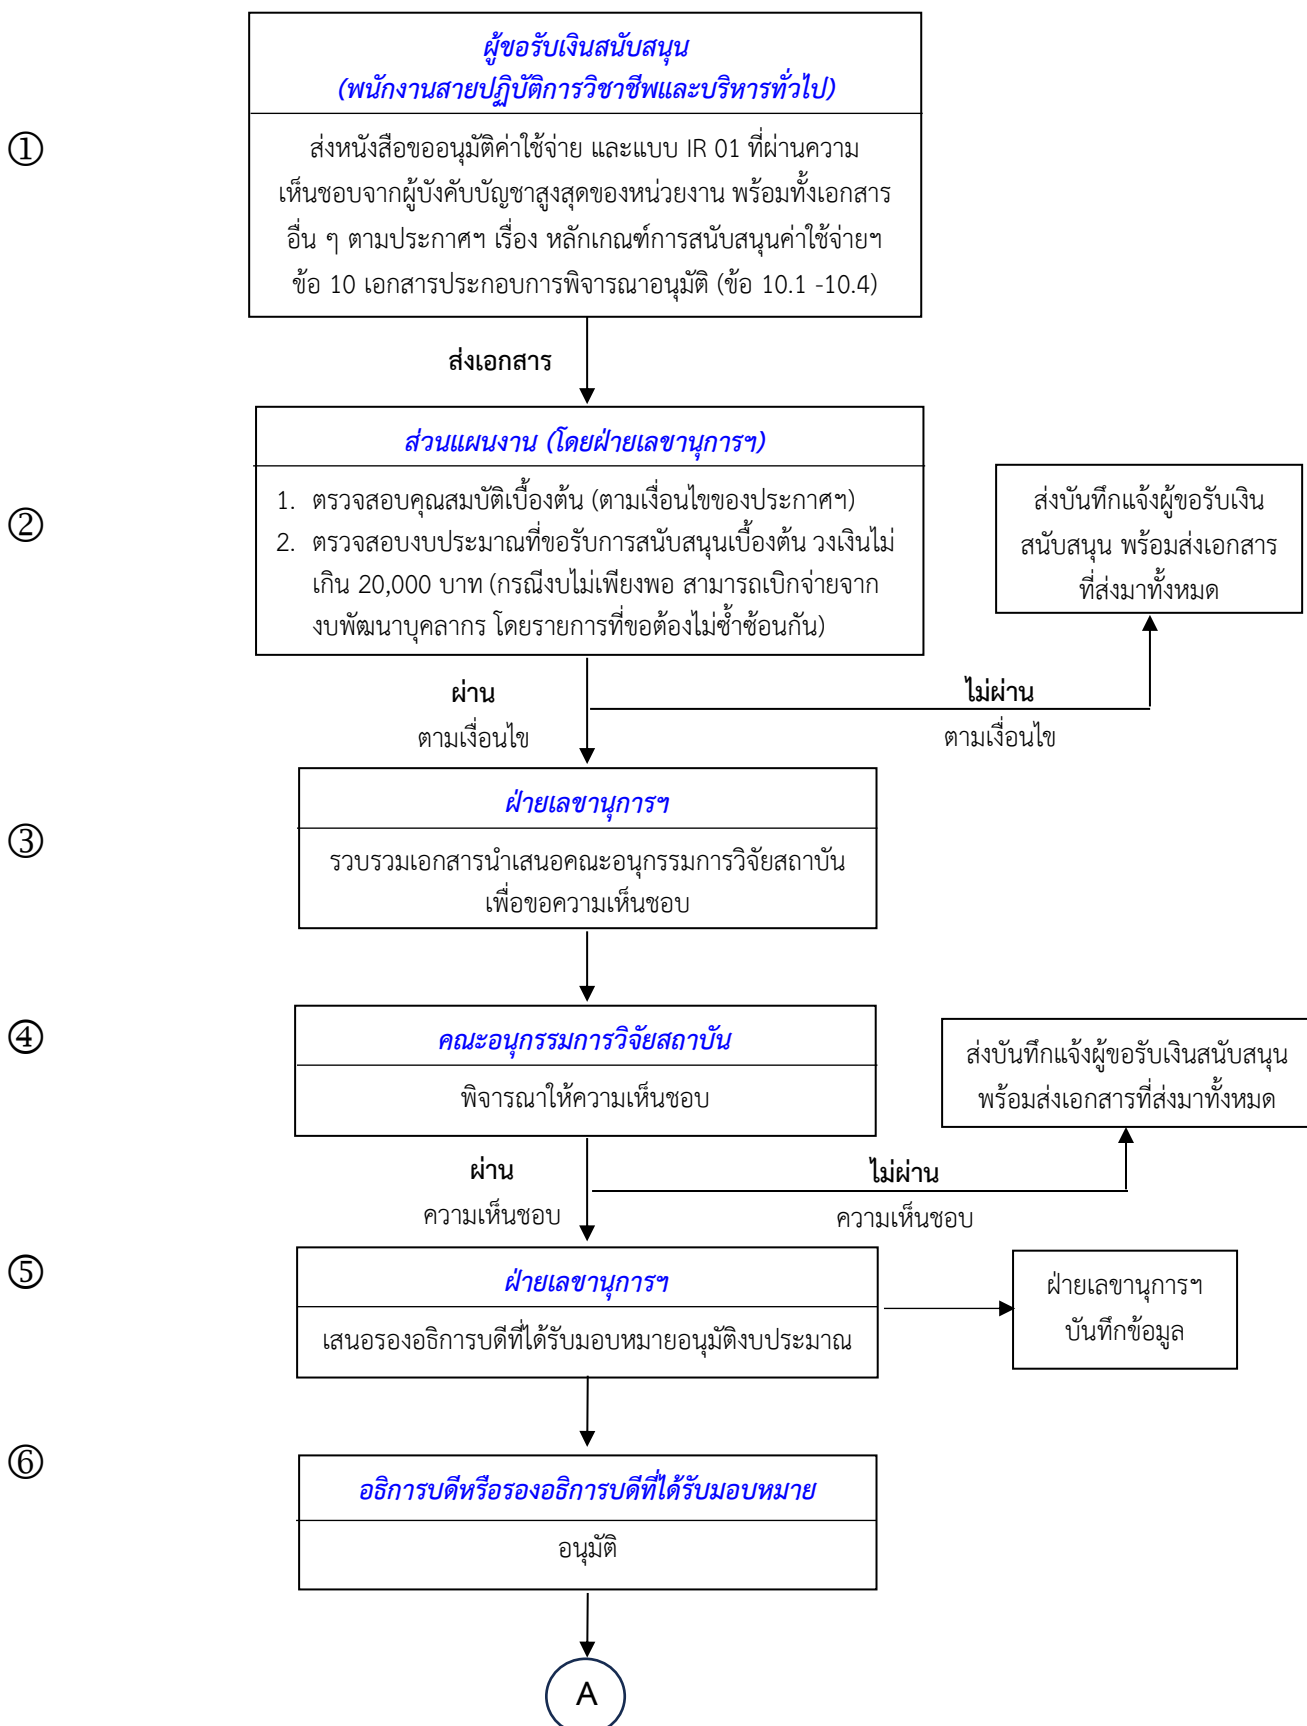 ผู้ขอรับเงินสนับสนุน
(พนักงานสายปฏิบัติการวิชาชีพและบริหารทั่วไป)
①
ส่งหนังสือขออนุมัติค่าใช้จ่าย และแบบ IR 01 ที่ผ่านความ
เห็นชอบจากผู้บังคับบัญชาสูงสุดของหน่วยงาน พร้อมทั้งเอกสาร
อื่น ๆ ตามประกาศฯ เรื่อง หลักเกณฑ์การสนับสนุนค่าใช้จ่ายฯ
ข้อ 10 เอกสารประกอบการพิจารณาอนุมัติ (ข้อ 10.1 -10.4)
ส่งเอกสาร
ส่วนแผนงาน (โดยฝ่ายเลขานุการฯ)
②
1. ตรวจสอบคุณสมบัติเบื้องต้น (ตามเงื่อนไขของประกาศฯ)
2. ตรวจสอบงบประมาณที่ขอรับการสนับสนุนเบื้องต้น วงเงินไม่
เกิน 20,000 บาท (กรณีงบไม่เพียงพอ สามารถเบิกจ่ายจาก
งบพัฒนาบุคลากร โดยรายการที่ขอต้องไม่ซ้ำซ้อนกัน)
ส่งบันทึกแจ้งผู้ขอรับเงิน
สนับสนุน พร้อมส่งเอกสาร
ที่ส่งมาทั้งหมด
ผ่าน
ตามเงื่อนไข
ไม่ผ่าน
ตามเงื่อนไข
ฝ่ายเลขานุการฯ
③
รวบรวมเอกสารนำเสนอคณะอนุกรรมการวิจัยสถาบัน
เพื่อขอความเห็นชอบ
④
คณะอนุกรรมการวิจัยสถาบัน
พิจารณาให้ความเห็นชอบ
ส่งบันทึกแจ้งผู้ขอรับเงินสนับสนุน
พร้อมส่งเอกสารที่ส่งมาทั้งหมด
ผ่าน
ความเห็นชอบ
ไม่ผ่าน
ความเห็นชอบ
⑤
ฝ่ายเลขานุการฯ
เสนอรองอธิการบดีที่ได้รับมอบหมายอนุมัติงบประมาณ
ฝ่ายเลขานุการฯ
บันทึกข้อมูล
⑥
อธิการบดีหรือรองอธิการบดีที่ได้รับมอบหมาย
อนุมัติ
A